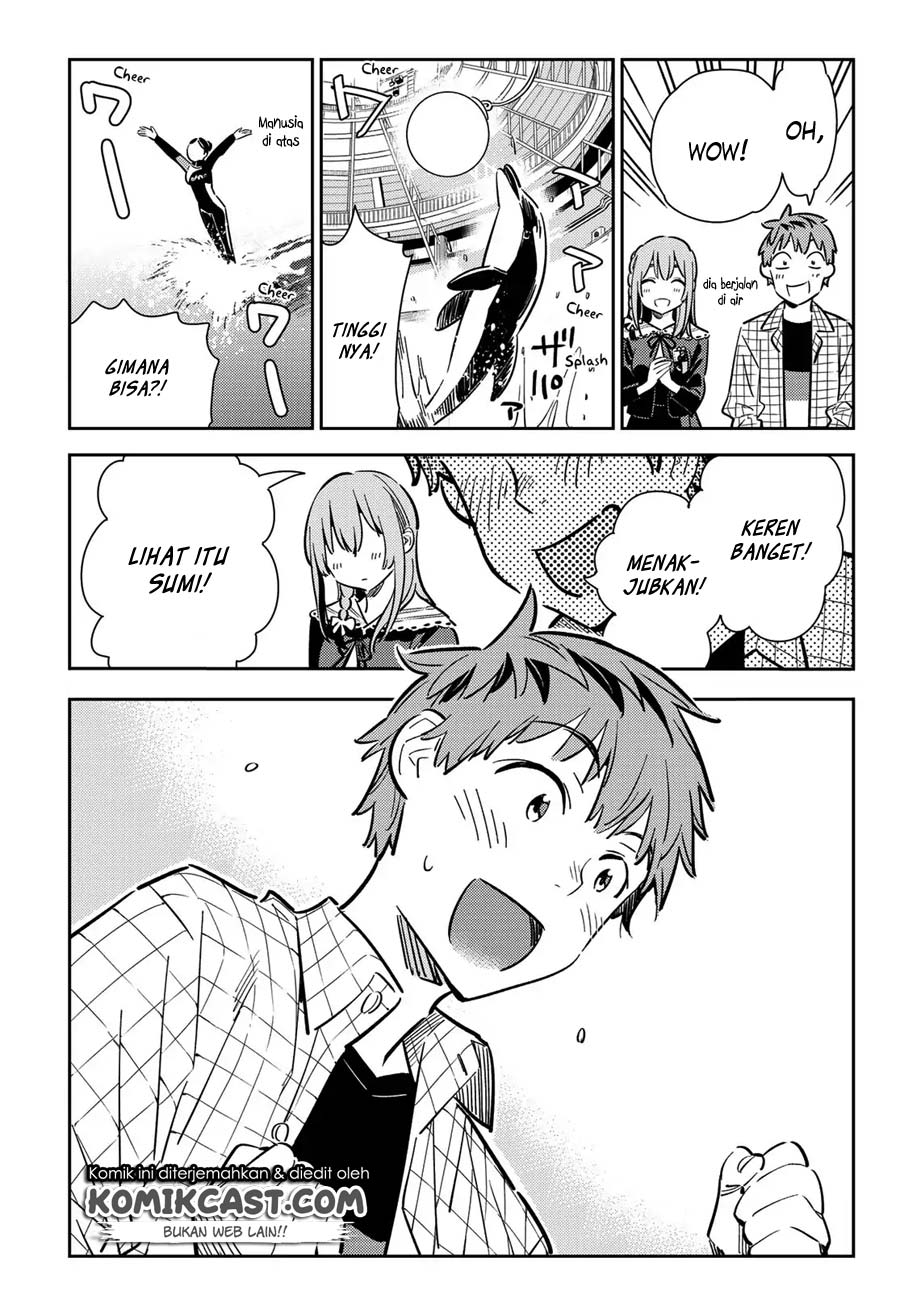 OH,
WOW!
dia berjalan
di air
Cheer
ワァ
TINGGI
NYA!
Cheer
Splash
ザバァ
Cheer
ワー
Manusia
di atas
Cheer
ワー
GIMANA
BISA?!
KEREN
BANGET!
MENAK-
JUBKAN!
LIHAT ITU
SUMI!
Komik ini diterjemahkan & diedit oleh
KOMIKCAST.COM
BUKAN WEB LAIN!!